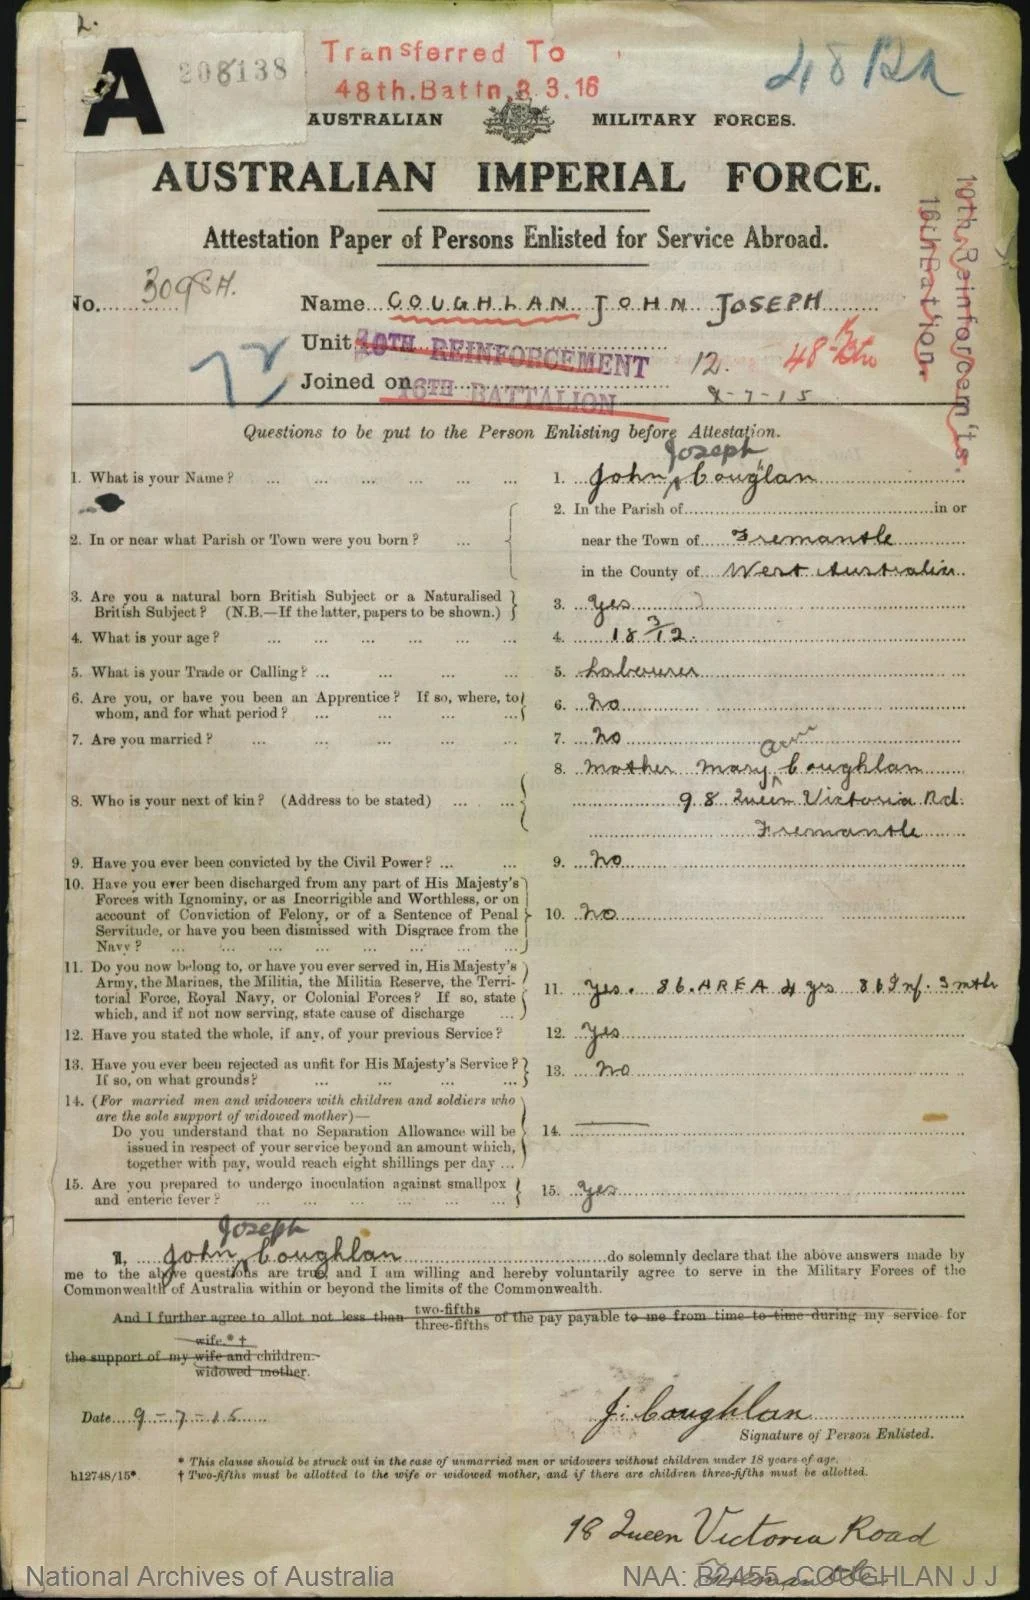 2.
A 206138
Transferred To
48th. Battn. 3.3.16
48 Bn
AUSTRALIAN MILITARY FORCES.
AUSTRALIAN IMPERIAL FORCE.
Attestation Paper of Persons Enlisted for Service Abroad.
10th Reinforcem'ts.
16th Bat'ion.
No. 3098A.
Name COUGHLAN JOHN JOSEPH
Unit 10TH REINFORCEMENT 12. 48-Bn
Joined on 16TH BATTALION 8-7-15
Questions to be put to the Person Enlisting before Attestation.
1. What is your Name? ... 1. John Joseph Coughlan
2. In the Parish of in or
2. In or near what Parish or Town were you born? ... near the Town of Fremantle
in the County of West Australia
3. Are you a natural born British Subject or a Naturalised
British Subject? (N.B.—If the latter, papers to be shown.) 3. Yes
4. What is your age? ... 4. 18 3/12.
5. What is your Trade or Calling? ... 5. Labourer
6. Are you, or have you been an Apprentice? If so, where, to
whom, and for what period? ... 6. No
7. Are you married? ... 7. No
8. Mother Mary Ann Coughlan
8. Who is your next of kin? (Address to be stated) ... 98 Queen Victoria Rd.
Fremantle
9. Have you ever been convicted by the Civil Power? ... 9. No
10. Have you ever been discharged from any part of His Majesty's
Forces with Ignominy, or as Incorrigible and Worthless, or on
account of Conviction of Felony, or of a Sentence of Penal 10. No
Servitude, or have you been dismissed with Disgrace from the
Navy? ...
11. Do you now belong to, or have you ever served in, His Majesty's
Army, the Marines, the Militia, the Militia Reserve, the Terri-
torial Force, Royal Navy, or Colonial Forces? If so, state 11. Yes. 86. AREA 4 yrs 86 Inf. 3 mths
which, and if not now serving, state cause of discharge ...
12. Have you stated the whole, if any, of your previous Service? 12. Yes
13. Have you ever been rejected as unfit for His Majesty's Service?
If so, on what grounds? ... 13. No
14. (For married men and widowers with children and soldiers who
are the sole support of widowed mother)—
Do you understand that no Separation Allowance will be 14.
issued in respect of your service beyond an amount which,
together with pay, would reach eight shillings per day ...
15. Are you prepared to undergo inoculation against smallpox
and enteric fever? ... 15. Yes
I, John Joseph Coughlan do solemnly declare that the above answers made by
me to the above questions are true, and I am willing and hereby voluntarily agree to serve in the Military Forces of the
Commonwealth of Australia within or beyond the limits of the Commonwealth.
And I further agree to allot not less than two-fifths three-fifths of the pay payable to me from time to time during my service for
wife.*†
the support of my wife and children.
widowed mother.
Date 9-7-15
J. Coughlan
Signature of Person Enlisted.
* This clause should be struck out in the case of unmarried men or widowers without children under 18 years of age.
h12748/15*. † Two-fifths must be allotted to the wife or widowed mother, and if there are children three-fifths must be allotted.
98 Queen Victoria Road
Fremantle
National Archives of Australia NAA: B2455, COUGHLAN J J